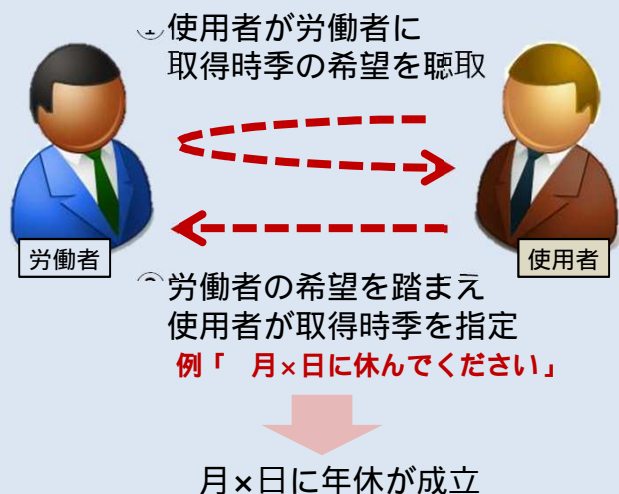 ①使用者が労働者に
取得時季の希望を聴取
労働者
使用者
労働者の希望を踏まえ
使用者が取得時季を指定
例「　月×日に休んでください」
月×日に年休が成立